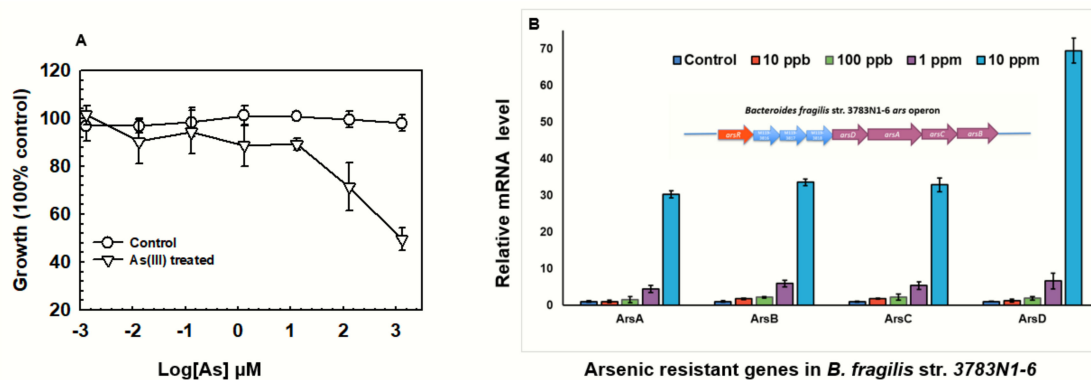 A
120
100
80
60
40
20
Growth (100% control)
Control
As(III) treated
-3 -2 -1 0 1 2 3
Log[As] µM
B
70
60
50
40
30
20
10
0
Relative mRNA level
Control 10 ppb 100 ppb 1 ppm 10 ppm
Bacteroides fragilis str. 3783N1-6 ars operon
arsR arsD arsA arsC arsB
ArsA ArsB ArsC ArsD
Arsenic resistant genes in B. fragilis str. 3783N1-6